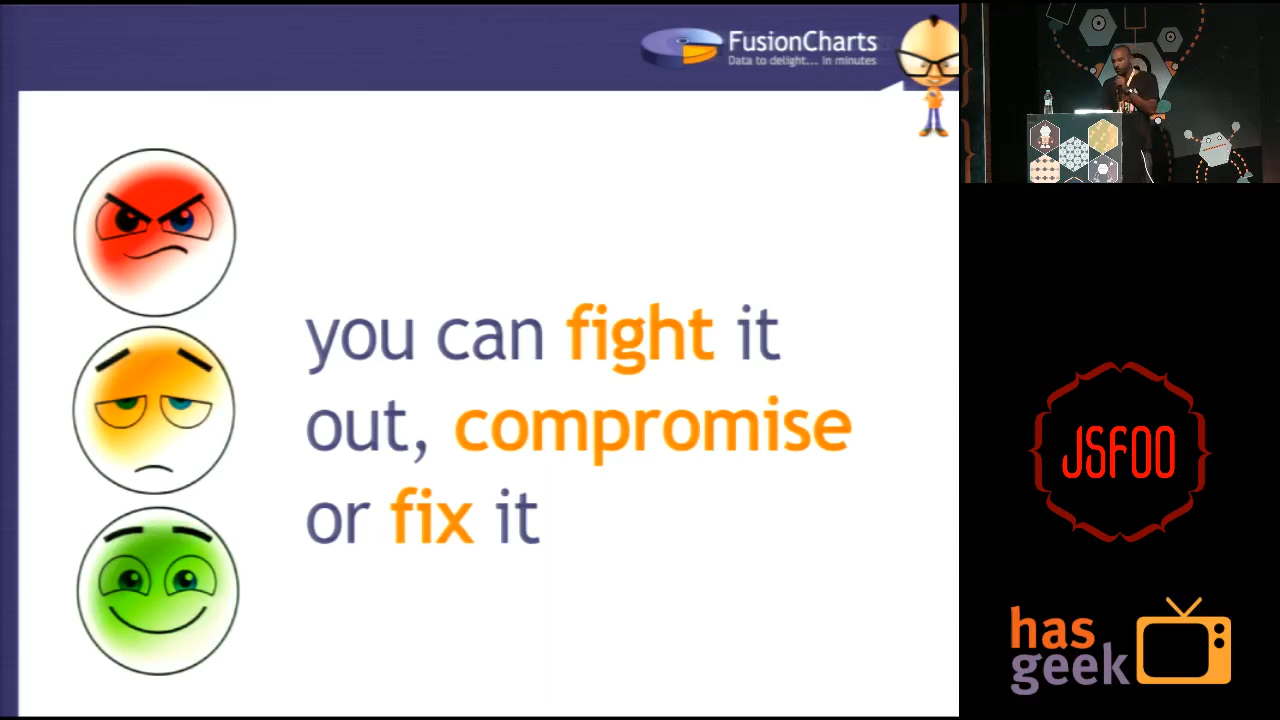 FusionCharts
Data to delight... in minutes
you can fight it
out, compromise
or fix it
JSFOO
has
geek